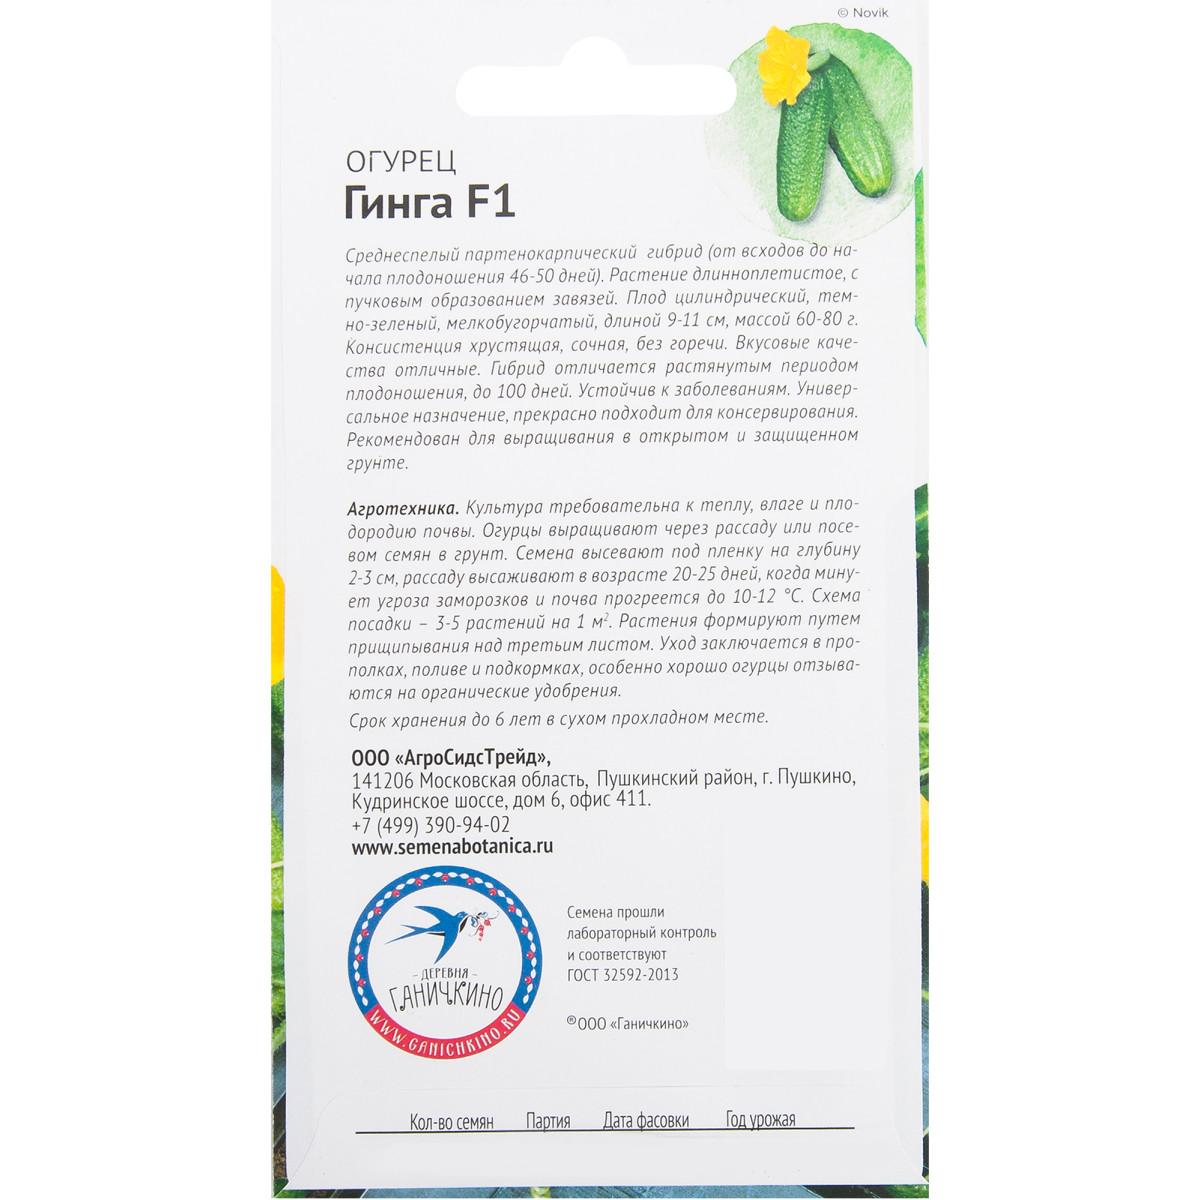 © Novik
ОГУРЕЦ
Гинга F1
Среднеспелый партенокарпический гибрид (от всходов до на-
чала плодоношения 46-50 дней). Растение длинноплетистое, с
пучковым образованием завязей. Плод цилиндрический, тем-
но-зеленый, мелкобугорчатый, длиной 9-11 см, массой 60-80 г.
Консистенция хрустящая, сочная, без горечи. Вкусовые каче-
ства отличные. Гибрид отличается растянутым периодом
плодоношения, до 100 дней. Устойчив к заболеваниям. Универ-
сальное назначение, прекрасно подходит для консервирования.
Рекомендован для выращивания в открытом и защищенном
грунте.
Агротехника. Культура требовательна к теплу, влаге и пло-
дородию почвы. Огурцы выращивают через рассаду или посе-
вом семян в грунт. Семена высевают под пленку на глубину
2-3 см, рассаду высаживают в возрасте 20-25 дней, когда мину-
ет угроза заморозков и почва прогреется до 10-12 °С. Схема
посадки – 3-5 растений на 1 м². Растения формируют путем
прищипывания над третьим листом. Уход заключается в про-
полках, поливе и подкормках, особенно хорошо огурцы отзыва-
ются на органические удобрения.
Срок хранения до 6 лет в сухом прохладном месте.
ООО «АгроСидсТрейд»,
141206 Московская область, Пушкинский район, г. Пушкино,
Кудринское шоссе, дом 6, офис 411.
+7 (499) 390-94-02
www.semenabotanica.ru
– ДЕРЕВНЯ –
ГАНИЧКИНО
WWW.GANICHKINO.RU
Семена прошли
лабораторный контроль
и соответствуют
ГОСТ 32592-2013
®ООО «Ганичкино»
Кол-во семян Партия Дата фасовки Год урожая